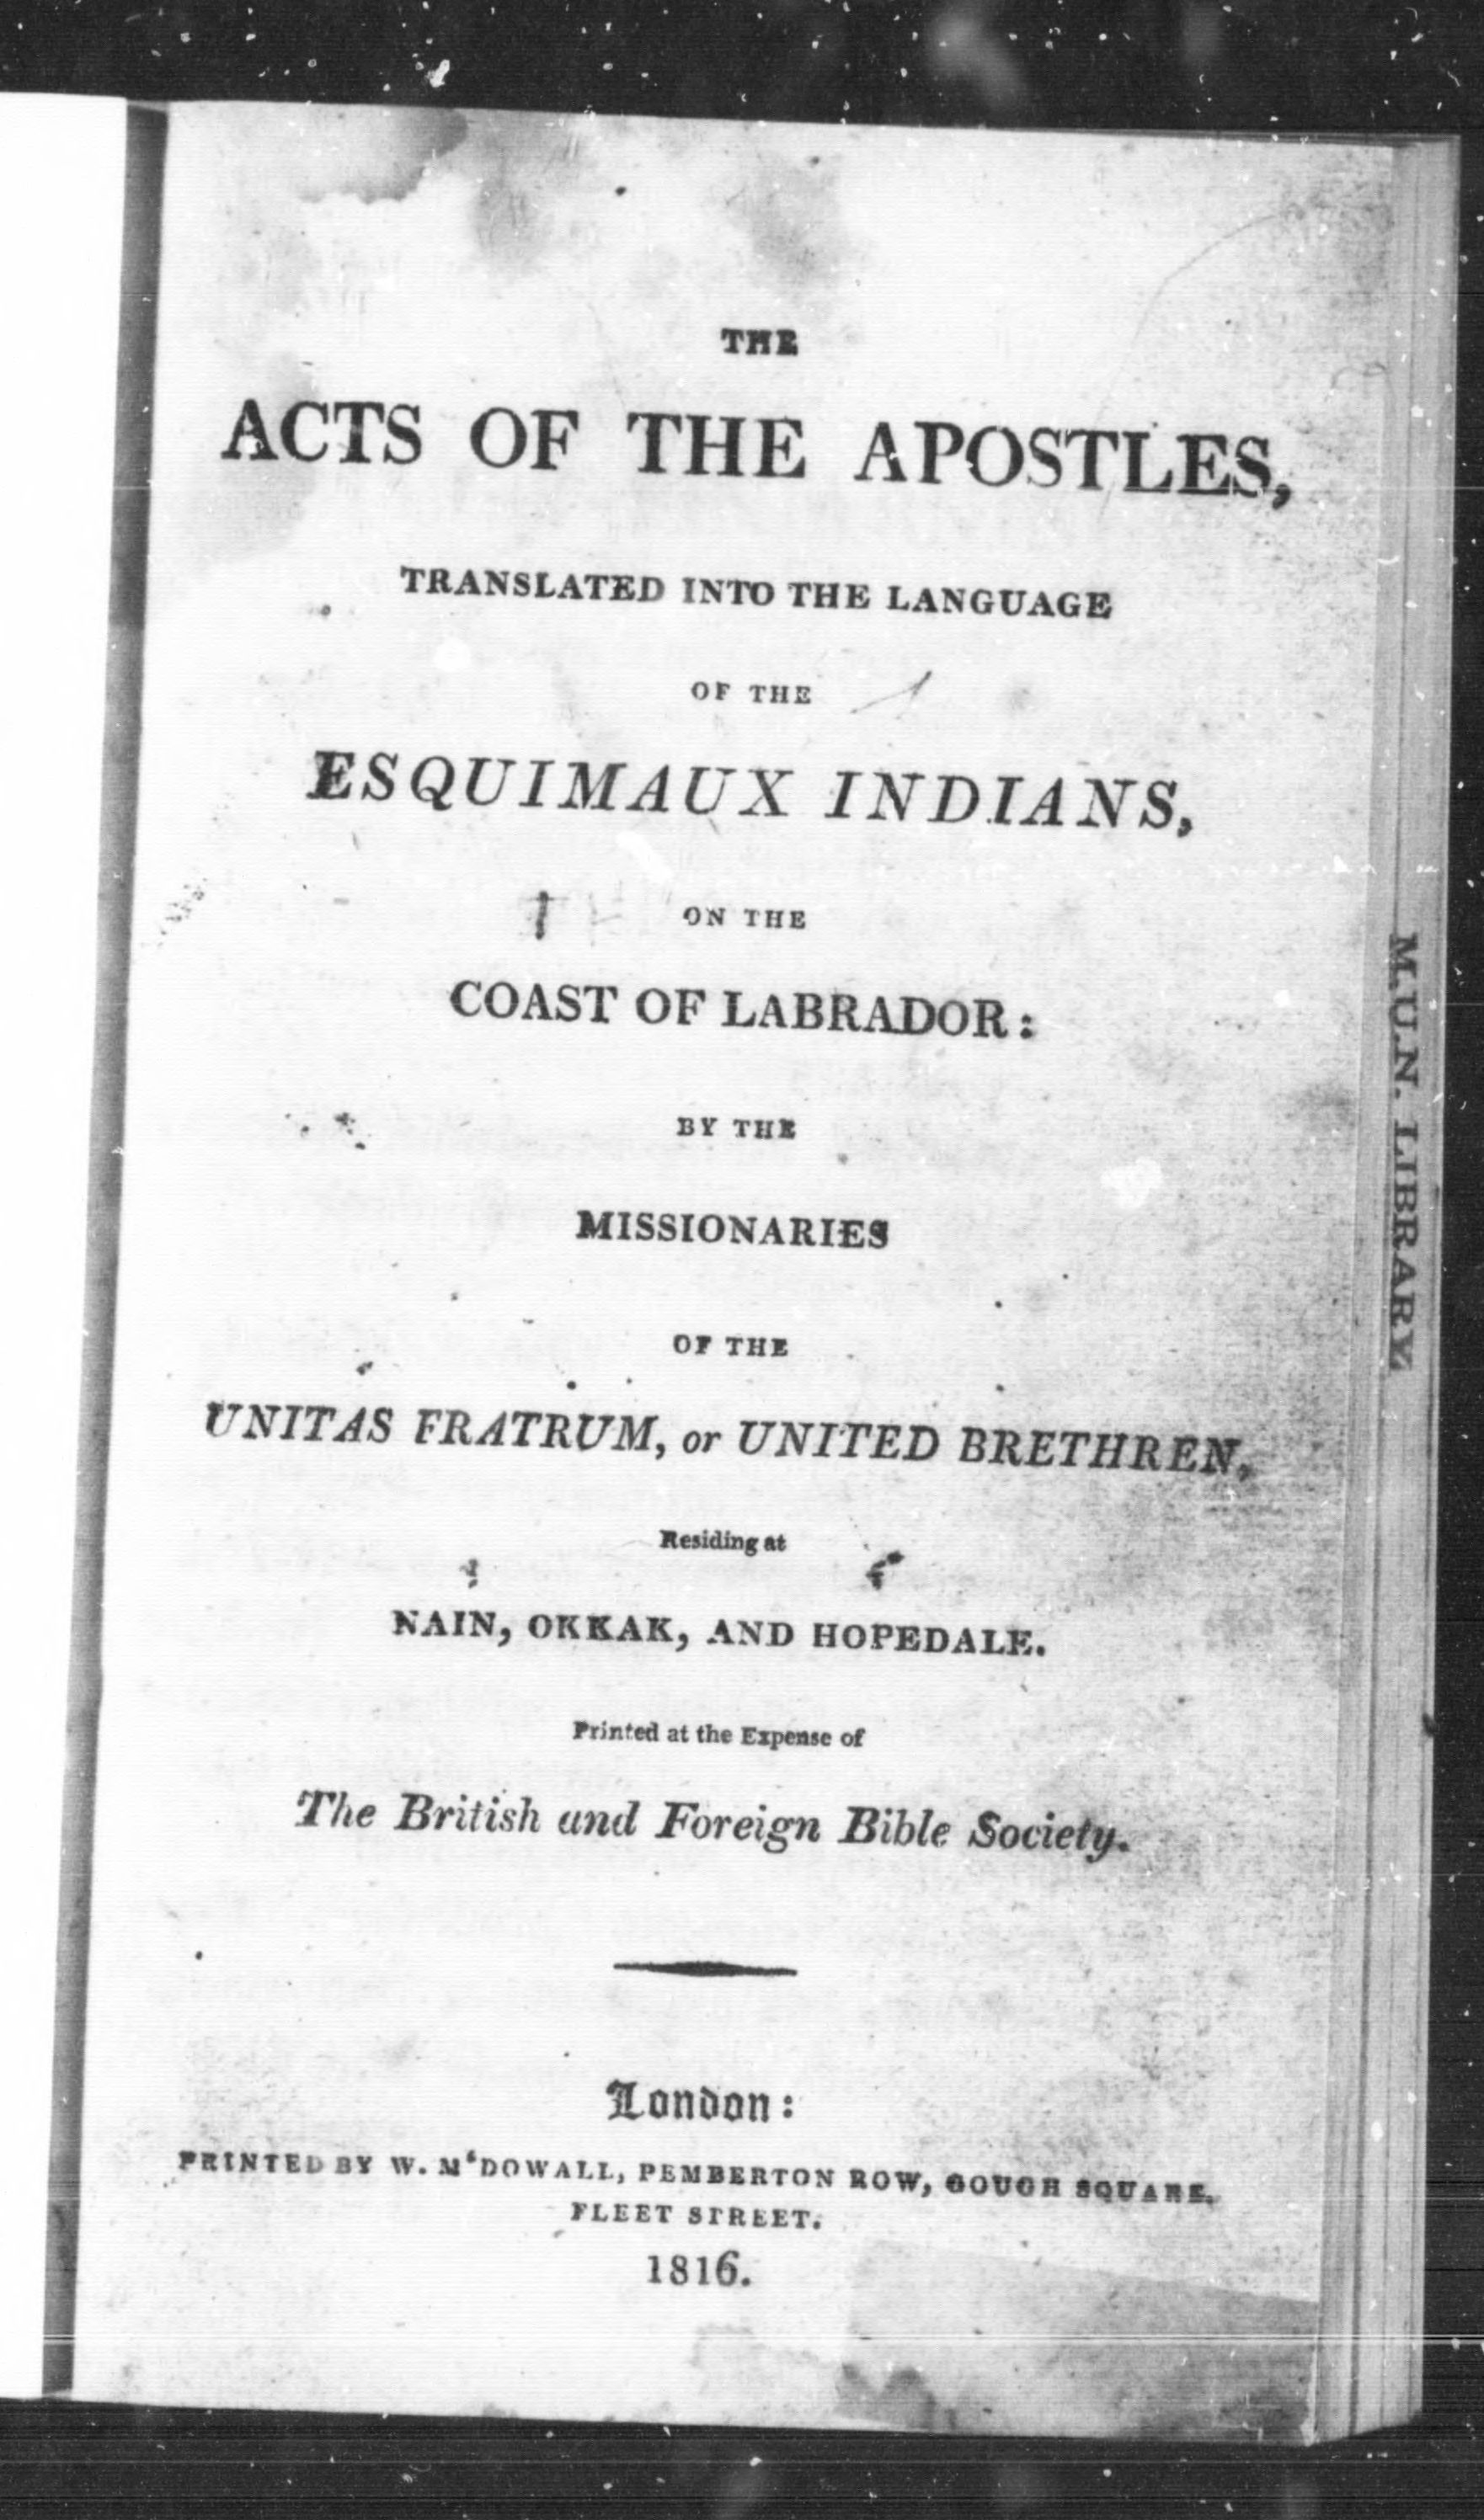 THE
ACTS OF THE APOSTLES,
TRANSLATED INTO THE LANGUAGE
OF THE
ESQUIMAUX INDIANS,
ON THE
COAST OF LABRADOR:
BY THE
MISSIONARIES
OF THE
UNITAS FRATRUM, or UNITED BRETHREN,
Residing at
NAIN, OKKAK, AND HOPEDALE.
Printed at the Expense of
The British and Foreign Bible Society.
London:
PRINTED BY W. M‘DOWALL, PEMBERTON ROW, GOUGH SQUARE,
FLEET STREET.
1816.
M.U.N. LIBRARY